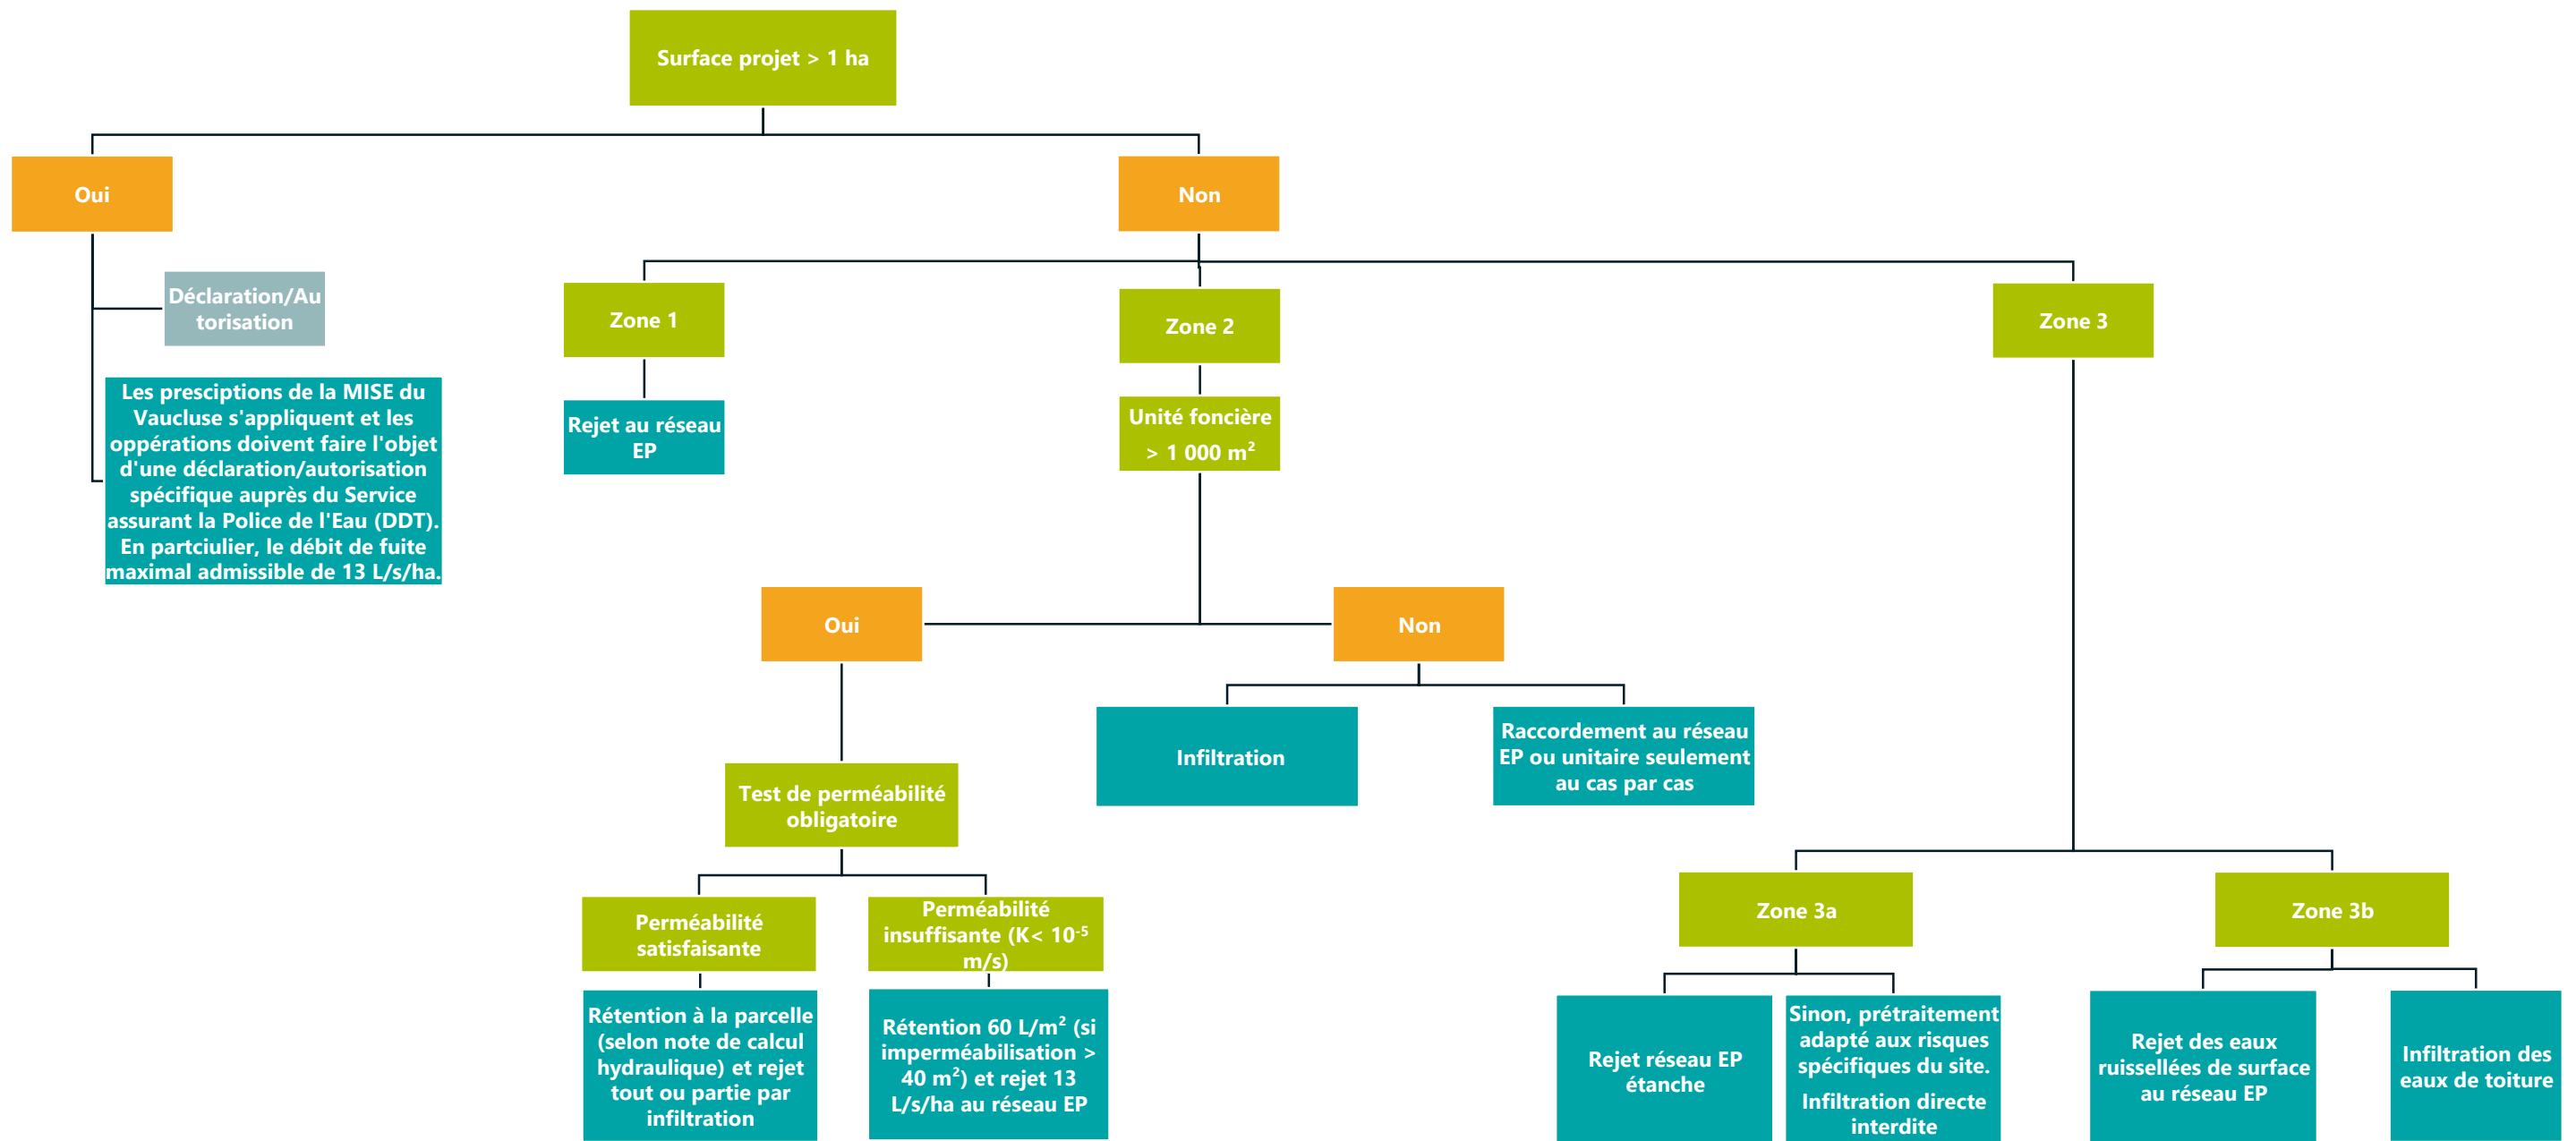 Surface projet > 1 ha
Oui
Non
Déclaration/Au
torisation
Les presciptions de la MISE du
Vaucluse s'appliquent et les
oppérations doivent faire l'objet
d'une déclaration/autorisation
spécifique auprès du Service
assurant la Police de l'Eau (DDT).
En partciulier, le débit de fuite
maximal admissible de 13 L/s/ha.
Zone 1
Rejet au réseau
EP
Zone 2
Unité foncière
> 1 000 m²
Oui
Non
Test de perméabilité
obligatoire
Perméabilité
satisfaisante
Rétention à la parcelle
(selon note de calcul
hydraulique) et rejet
tout ou partie par
infiltration
Perméabilité
insuffisante (K< 10⁻⁵
m/s)
Rétention 60 L/m² (si
imperméabilisation >
40 m²) et rejet 13
L/s/ha au réseau EP
Infiltration
Raccordement au réseau
EP ou unitaire seulement
au cas par cas
Zone 3
Zone 3a
Rejet réseau EP
étanche
Sinon, prétraitement
adapté aux risques
spécifiques du site.
Infiltration directe
interdite
Zone 3b
Rejet des eaux
ruissellées de surface
au réseau EP
Infiltration des
eaux de toiture